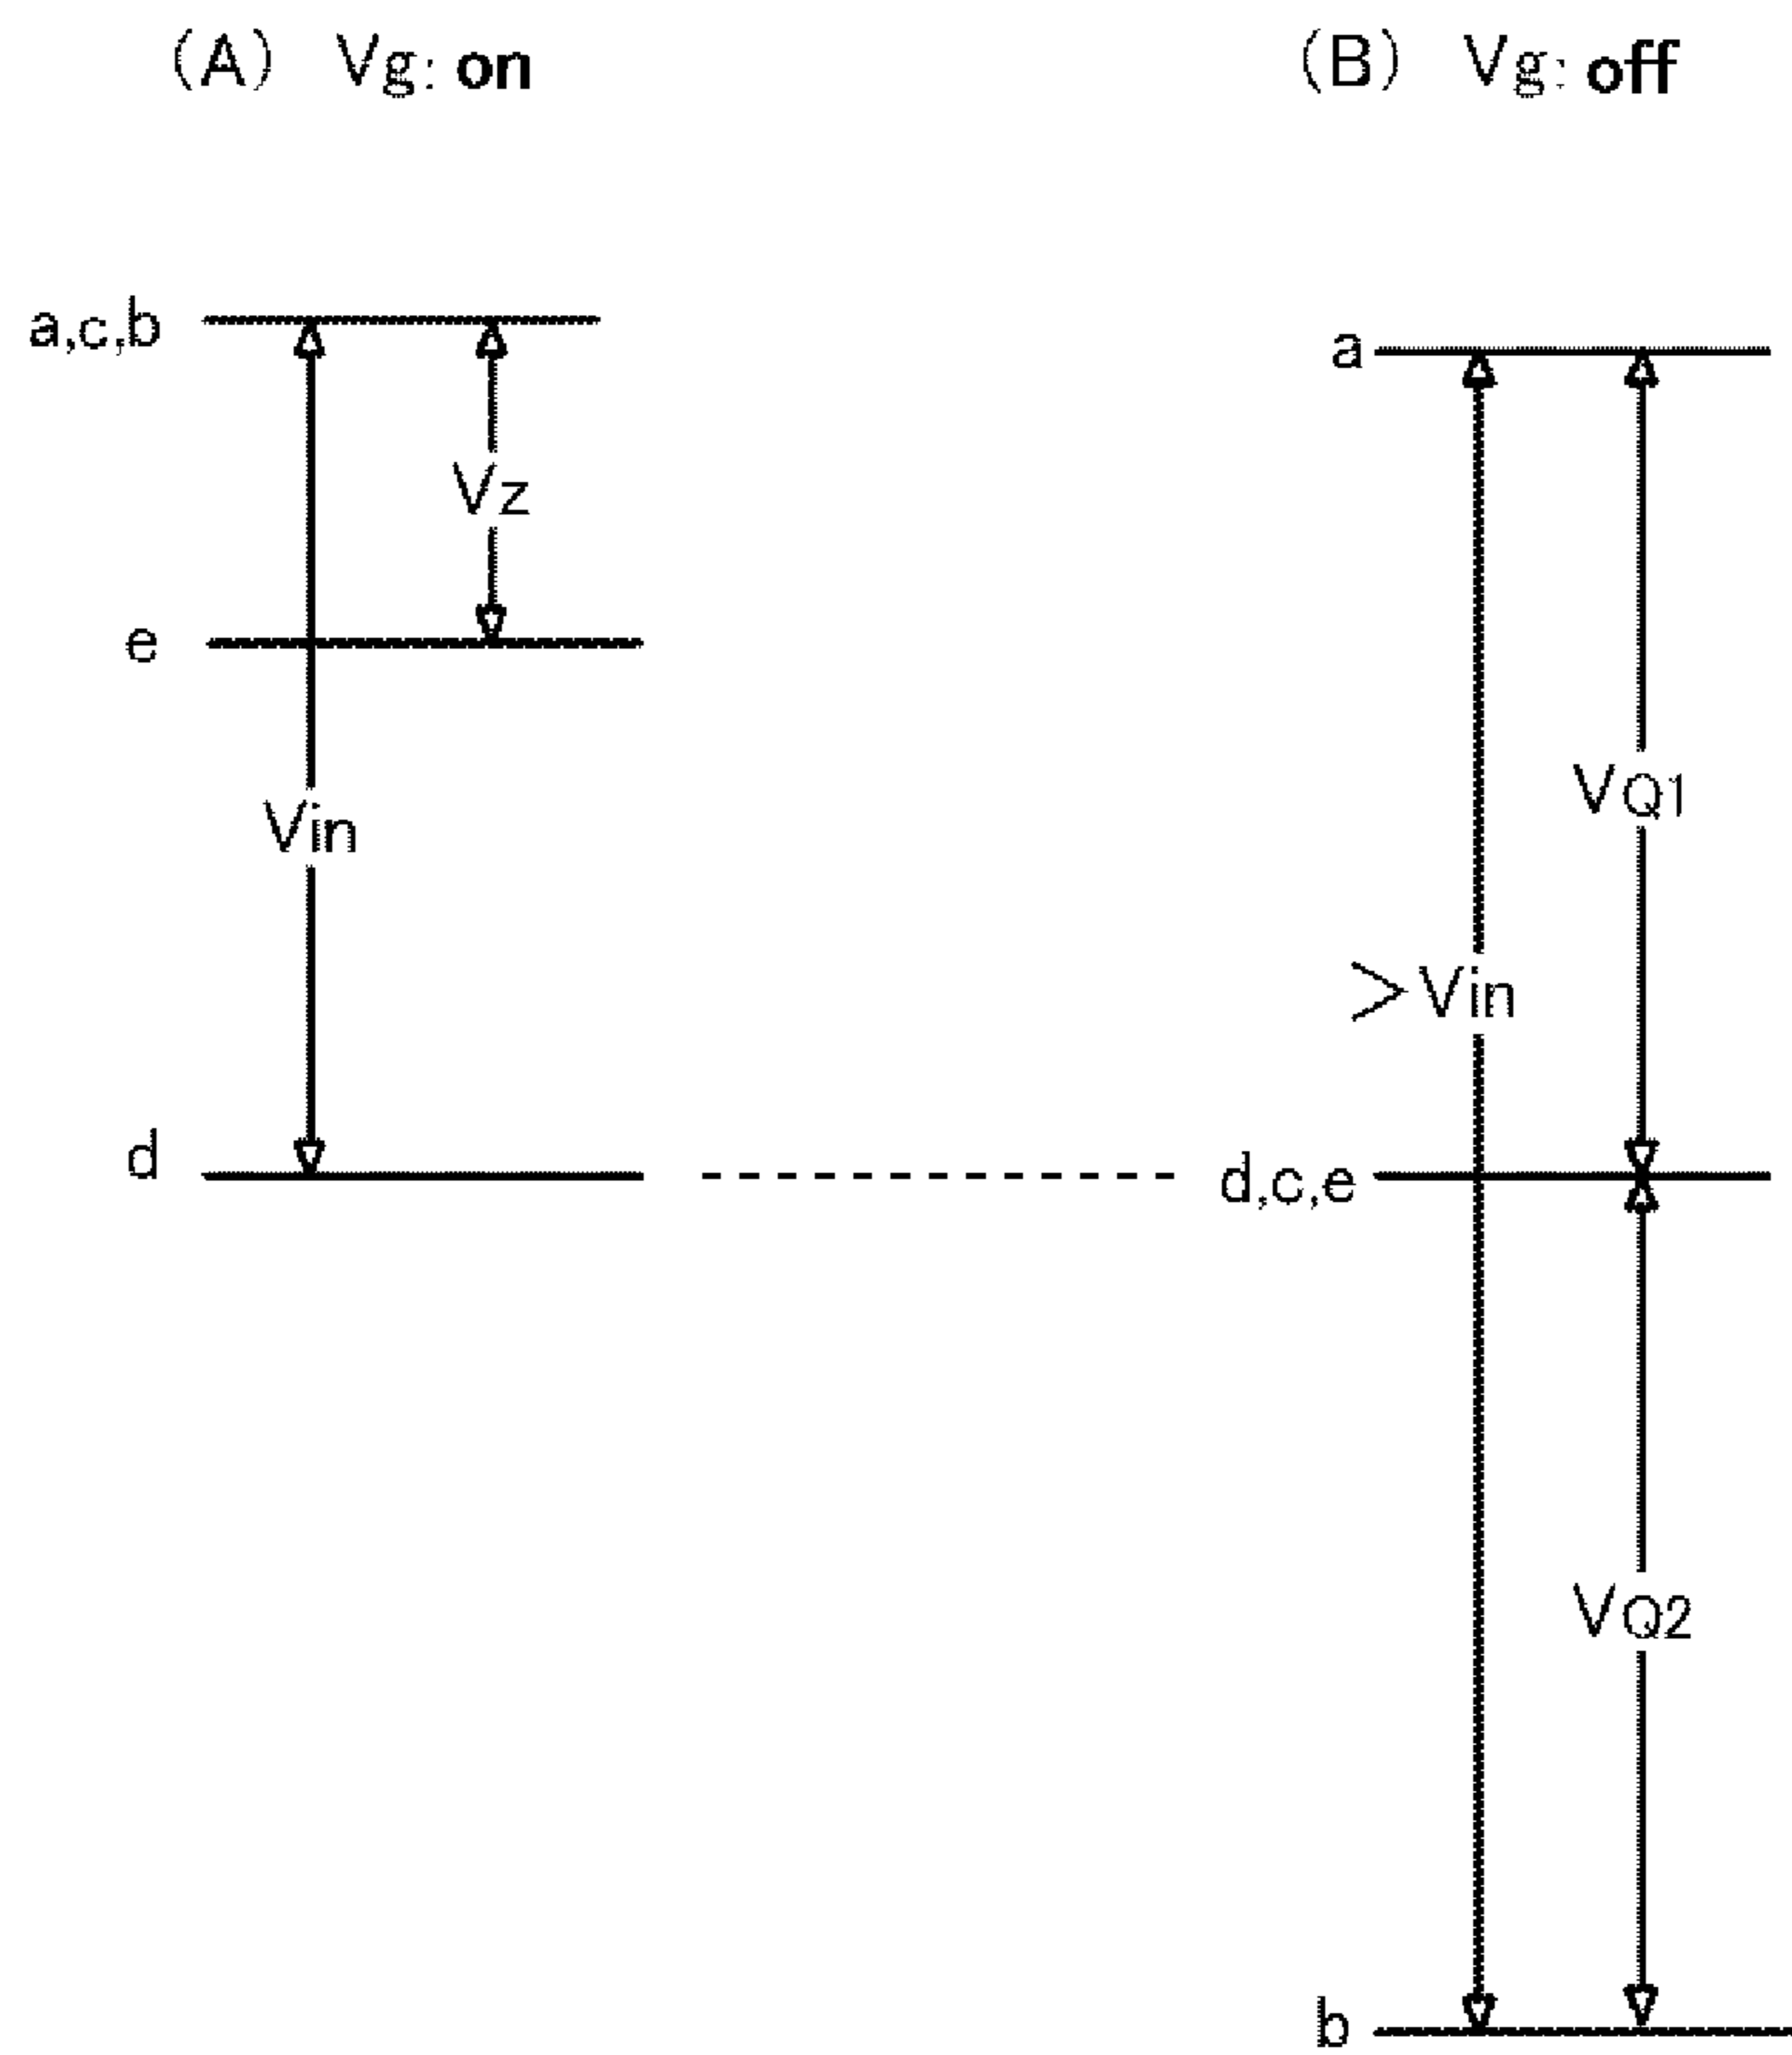 (A) Vg: on
(B) Vg: off
a,c,b
a
Vz
e
VQ1
Vin
>Vin
d
d,c,e
VQ2
b